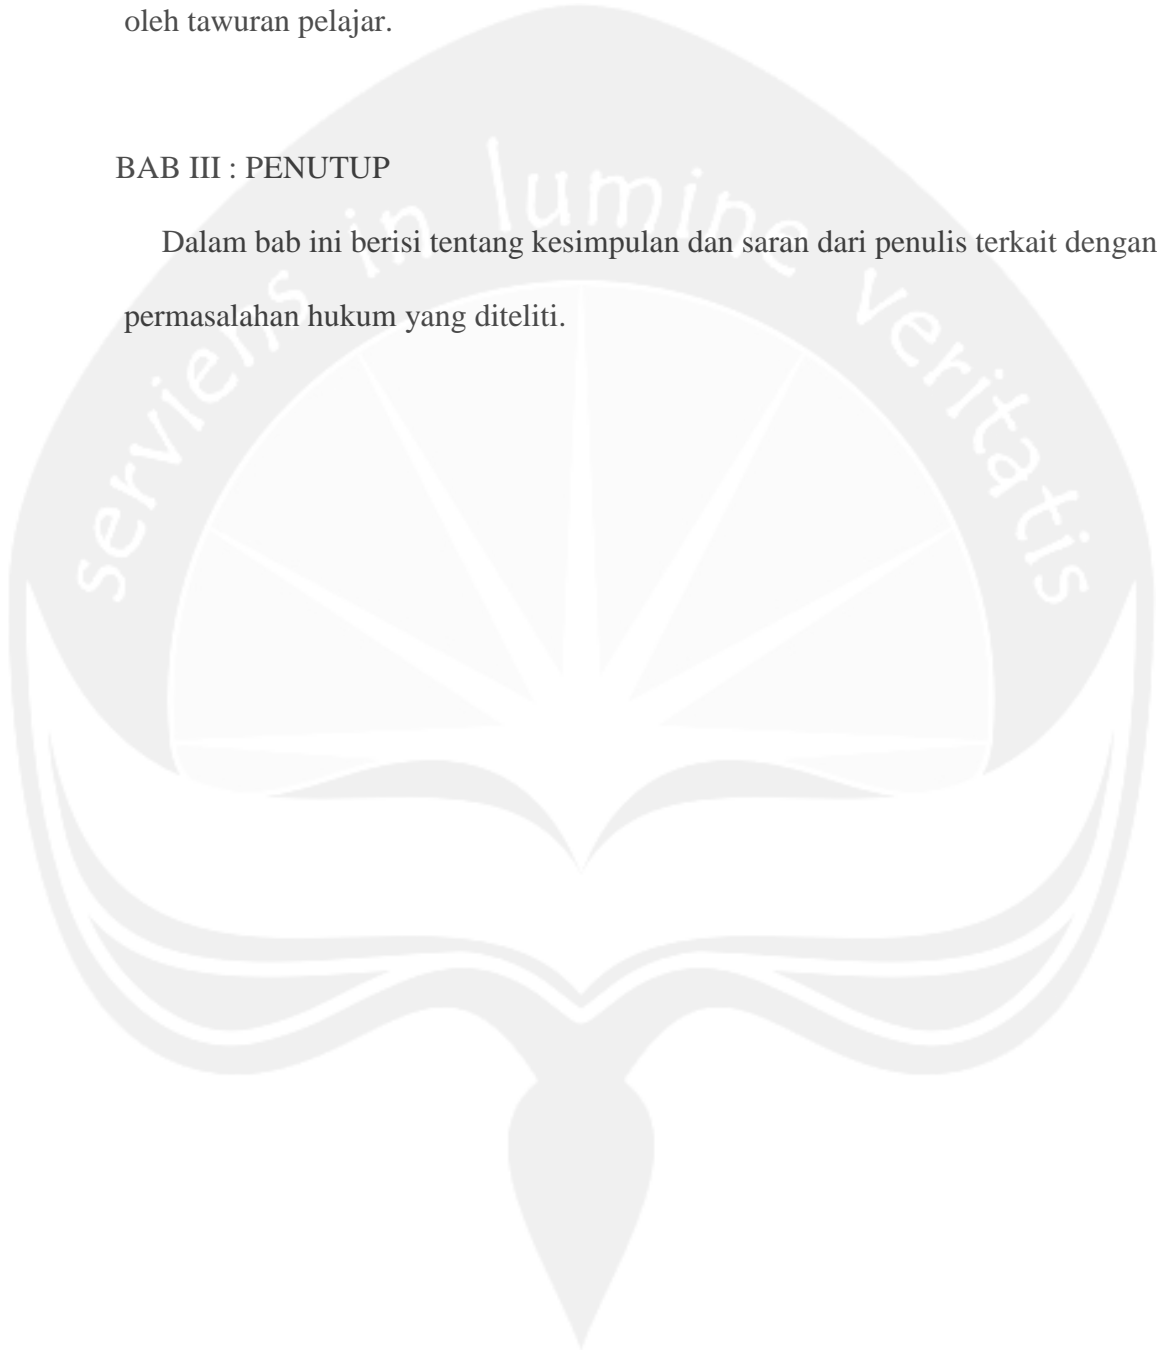 oleh tawuran pelajar.
BAB III : PENUTUP
Dalam bab ini berisi tentang kesimpulan dan saran dari penulis terkait dengan
permasalahan hukum yang diteliti.
serviens in lumine veritatis